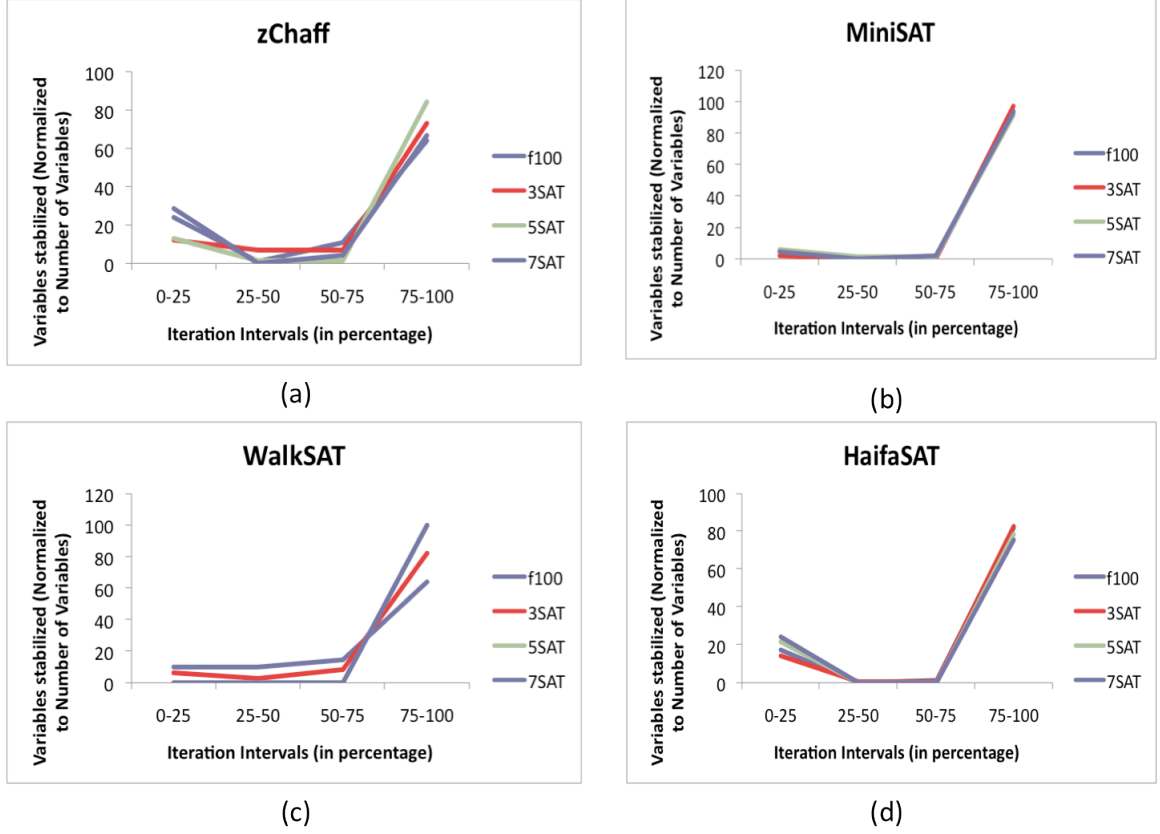 zChaff
Variables stabilized (Normalized
to Number of Variables)
100
80
60
40
20
0
0-25
25-50
50-75
75-100
Iteration Intervals (in percentage)
f100
3SAT
5SAT
7SAT
(a)
MiniSAT
Variables stabilized (Normalized
to Number of Variables)
120
100
80
60
40
20
0
0-25
25-50
50-75
75-100
Iteration Intervals (in percentage)
f100
3SAT
5SAT
7SAT
(b)
WalkSAT
Variables stabilized (Normalized
to Number of Variables)
120
100
80
60
40
20
0
0-25
25-50
50-75
75-100
Iteration Intervals (in percentage)
f100
3SAT
5SAT
7SAT
(c)
HaifaSAT
Variables stabilized (Normalized
to Number of Variables)
100
80
60
40
20
0
0-25
25-50
50-75
75-100
Iteration Intervals (in percentage)
f100
3SAT
5SAT
7SAT
(d)